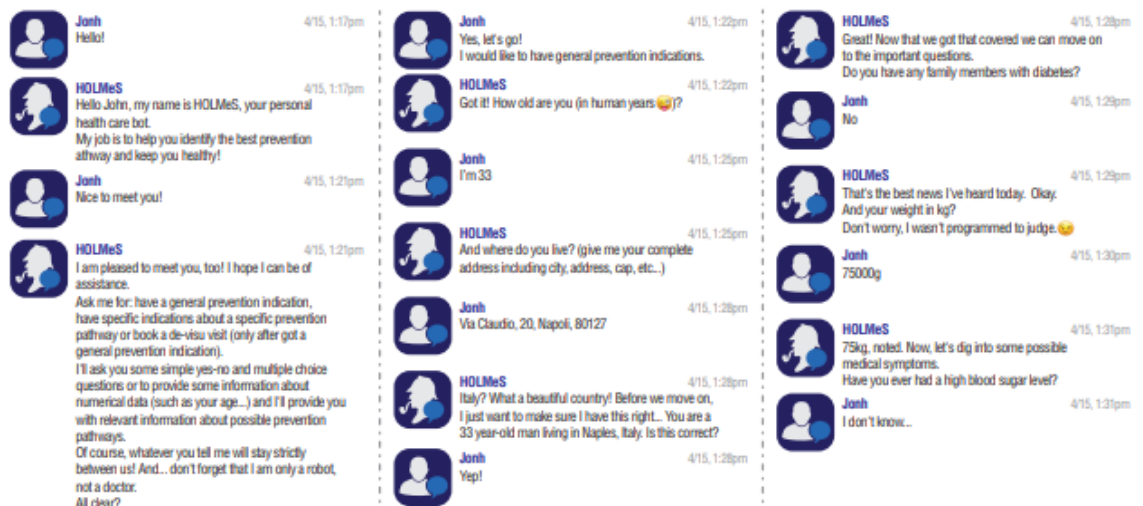 Jonh 4/15, 1:17pm
Hello!
HOLMeS 4/15, 1:17pm
Hello John, my name is HOLMeS, your personal
health care bot.
My job is to help you identify the best prevention
athway and keep you healthy!
Jonh 4/15, 1:21pm
Nice to meet you!
HOLMeS 4/15, 1:21pm
I am pleased to meet you, too! I hope I can be of
assistance.
Ask me for: have a general prevention indication,
have specific indications about a specific prevention
pathway or book a de-visu visit (only after got a
general prevention indication).
I'll ask you some simple yes-no and multiple choice
questions or to provide some information about
numerical data (such as your age...) and I'll provide you
with relevant information about possible prevention
pathways.
Of course, whatever you tell me will stay strictly
between us! And... don't forget that I am only a robot,
not a doctor.
All clear?
Jonh 4/15, 1:22pm
Yes, let's go!
I would like to have general prevention indications.
HOLMeS 4/15, 1:22pm
Got it! How old are you (in human years😜)?
Jonh 4/15, 1:25pm
I'm 33
HOLMeS 4/15, 1:25pm
And where do you live? (give me your complete
address including city, address, cap, etc...)
Jonh 4/15, 1:28pm
Via Claudio, 20, Napoli, 80127
HOLMeS 4/15, 1:28pm
Italy? What a beautiful country! Before we move on,
I just want to make sure I have this right... You are a
33 year-old man living in Naples, Italy. Is this correct?
Jonh 4/15, 1:28pm
Yep!
HOLMeS 4/15, 1:28pm
Great! Now that we got that covered we can move on
to the important questions.
Do you have any family members with diabetes?
Jonh 4/15, 1:29pm
No
HOLMeS 4/15, 1:29pm
That's the best news I've heard today. Okay.
And your weight in kg?
Don't worry, I wasn't programmed to judge.😉
Jonh 4/15, 1:30pm
75000g
HOLMeS 4/15, 1:31pm
75kg, noted. Now, let's dig into some possible
medical symptoms.
Have you ever had a high blood sugar level?
Jonh 4/15, 1:31pm
I don't know...